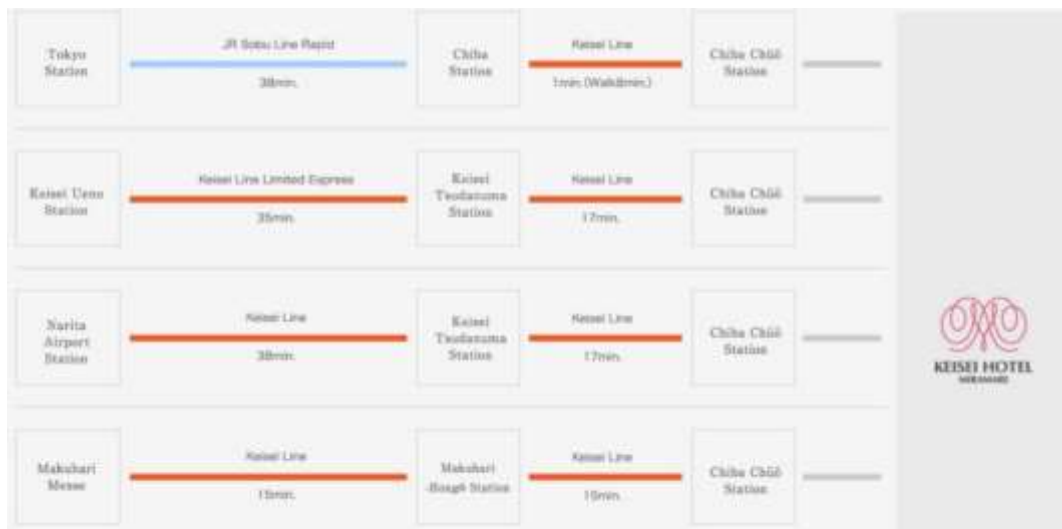 Tokyo
Station
JR Sobu Line Rapid
38min.
Chiba
Station
Keisei Line
1min.(Walk8min.)
Chiba Chūō
Station
Keisei Ueno
Station
Keisei Line Limited Express
35min.
Keisei
Tsudanuma
Station
Keisei Line
17min.
Chiba Chūō
Station
Narita
Airport
Station
Keisei Line
38min.
Keisei
Tsudanuma
Station
Keisei Line
17min.
Chiba Chūō
Station
KEISEI HOTEL
MIRAMARE
Makuhari
Messe
Keisei Line
15min.
Makuhari
-Hongō Station
Keisei Line
15min.
Chiba Chūō
Station